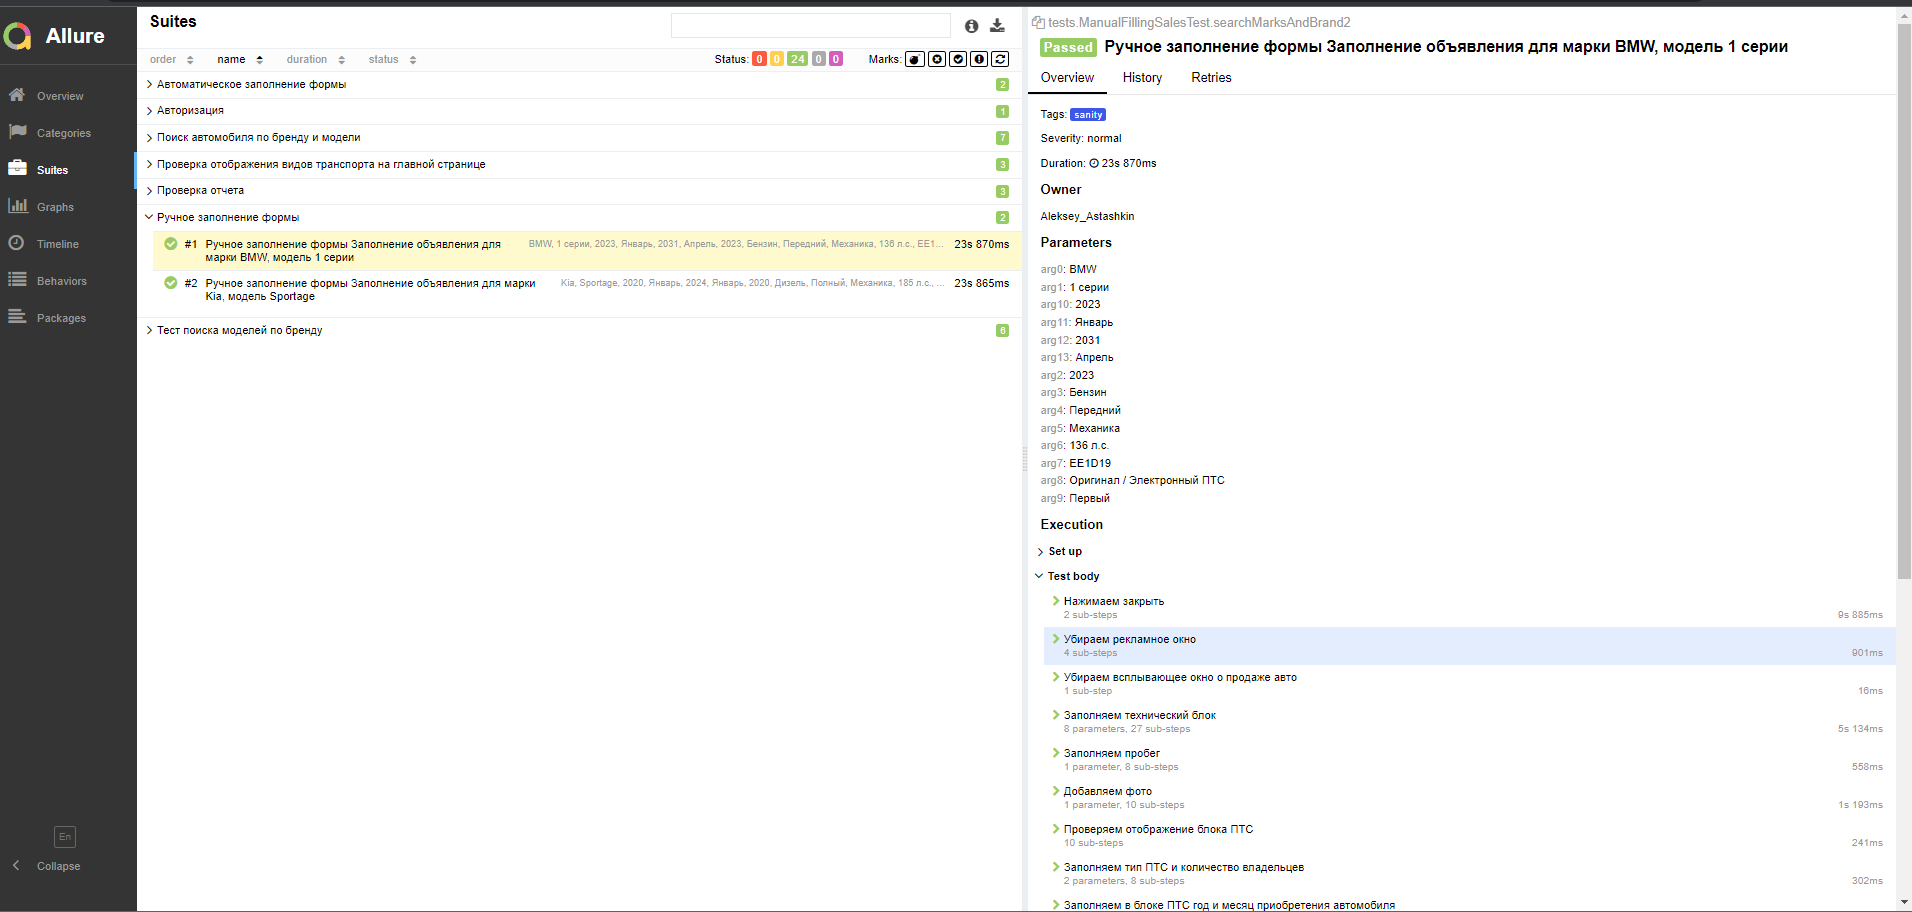 Allure
Overview
Categories
Suites
Graphs
Timeline
Behaviors
Packages
En
Collapse
Suites
order name duration status
Status: 0 0 24 0 0 Marks:
Автоматическое заполнение формы 2
Авторизация 1
Поиск автомобиля по бренду и модели 7
Проверка отображения видов транспорта на главной странице 3
Проверка отчета 3
Ручное заполнение формы 2
#1 Ручное заполнение формы Заполнение объявления для BMW, 1 серии, 2023, Январь, 2031, Апрель, 2023, Бензин, Передний, Механика, 136 л.с., EE1... 23s 870ms
марки BMW, модель 1 серии
#2 Ручное заполнение формы Заполнение объявления для марки Kia, Sportage, 2020, Январь, 2024, Январь, 2020, Дизель, Полный, Механика, 185 л.с., ... 23s 865ms
Kia, модель Sportage
Тест поиска моделей по бренду 6
tests.ManualFillingSalesTest.searchMarksAndBrand2
Passed Ручное заполнение формы Заполнение объявления для марки BMW, модель 1 серии
Overview History Retries
Tags: sanity
Severity: normal
Duration: 23s 870ms
Owner
Aleksey_Astashkin
Parameters
arg0: BMW
arg1: 1 серии
arg10: 2023
arg11: Январь
arg12: 2031
arg13: Апрель
arg2: 2023
arg3: Бензин
arg4: Передний
arg5: Механика
arg6: 136 л.с.
arg7: EE1D19
arg8: Оригинал / Электронный ПТС
arg9: Первый
Execution
Set up
Test body
Нажимаем закрыть
2 sub-steps 9s 885ms
Убираем рекламное окно
4 sub-steps 901ms
Убираем всплывающее окно о продаже авто
1 sub-step 16ms
Заполняем технический блок
8 parameters, 27 sub-steps 5s 134ms
Заполняем пробег
1 parameter, 8 sub-steps 558ms
Добавляем фото
1 parameter, 10 sub-steps 1s 193ms
Проверяем отображение блока ПТС
10 sub-steps 241ms
Заполняем тип ПТС и количество владельцев
2 parameters, 8 sub-steps 302ms
Заполняем в блоке ПТС год и месяц приобретения автомобиля